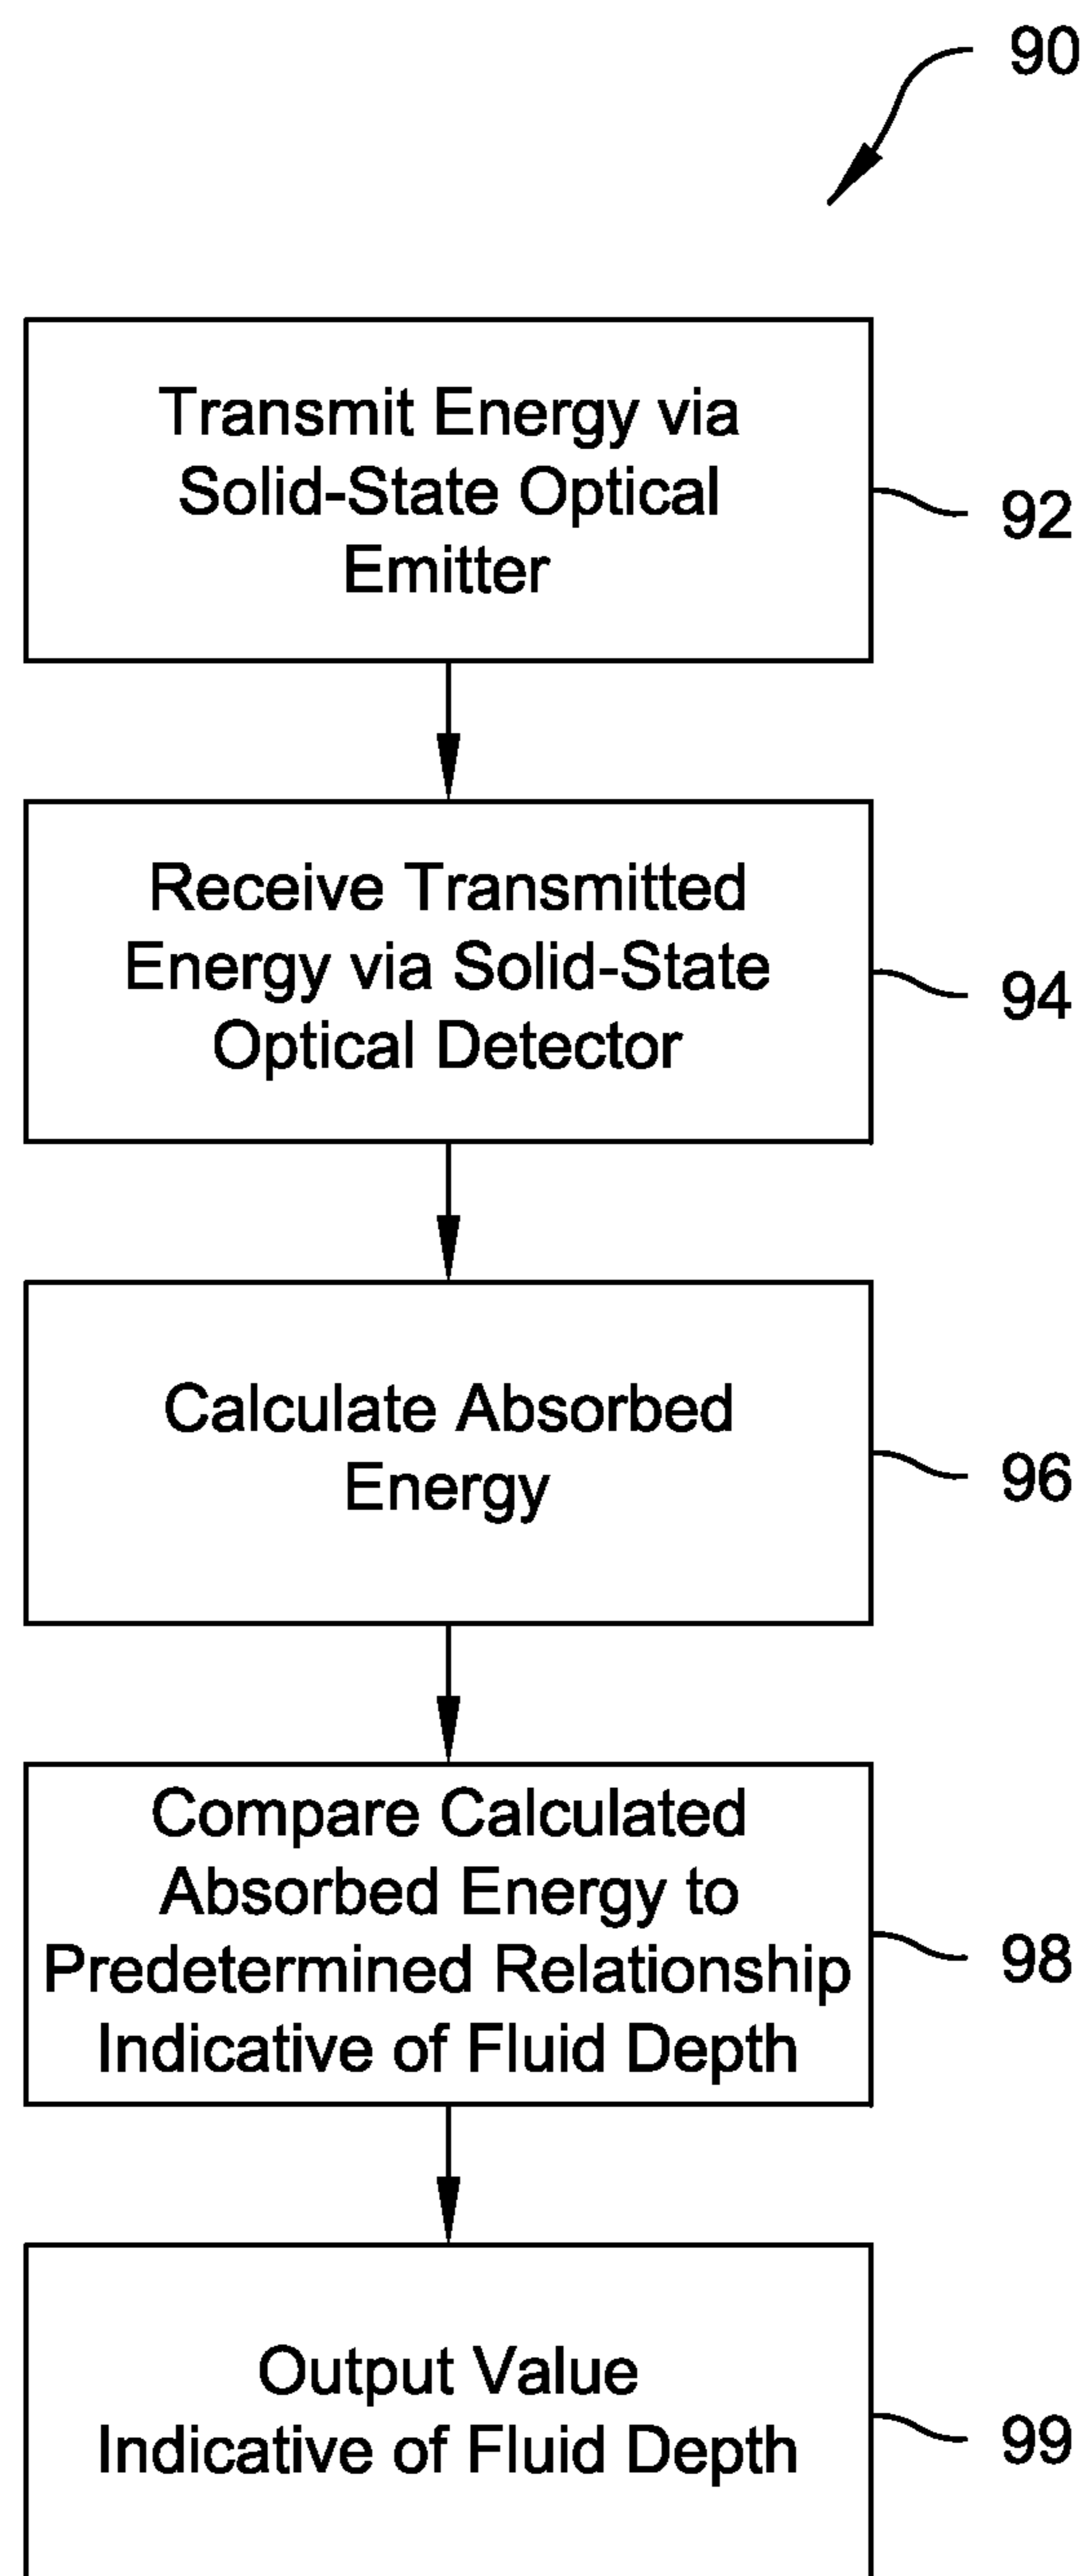 90
Transmit Energy via
Solid-State Optical
Emitter
92
Receive Transmitted
Energy via Solid-State
Optical Detector
94
Calculate Absorbed
Energy
96
Compare Calculated
Absorbed Energy to
Predetermined Relationship
Indicative of Fluid Depth
98
Output Value
Indicative of Fluid Depth
99